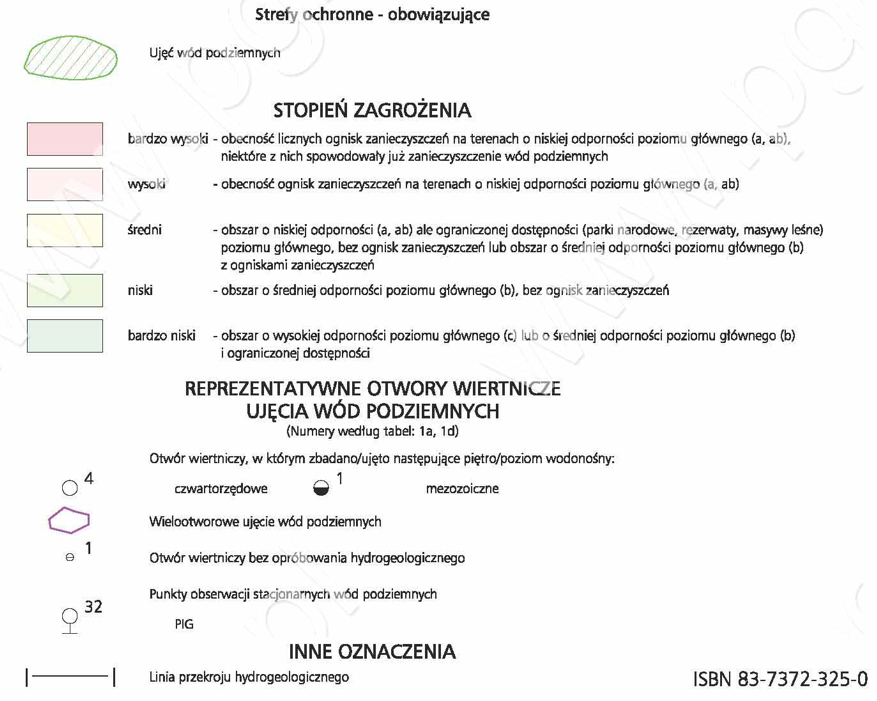 Strefy ochronne - obowiązujące
Ujęć wód podziemnych
STOPIEŃ ZAGROŻENIA
bardzo wysoki - obecność licznych ognisk zanieczyszczeń na terenach o niskiej odporności poziomu głównego (a, ab),
niektóre z nich spowodowały już zanieczyszczenie wód podziemnych
wysoki - obecność ognisk zanieczyszczeń na terenach o niskiej odporności poziomu głównego (a, ab)
średni - obszar o niskiej odporności (a, ab) ale ograniczonej dostępności (parki narodowe, rezerwaty, masywy leśne)
poziomu głównego, bez ognisk zanieczyszczeń lub obszar o średniej odporności poziomu głównego (b)
z ogniskami zanieczyszczeń
niski - obszar o średniej odporności poziomu głównego (b), bez ognisk zanieczyszczeń
bardzo niski - obszar o wysokiej odporności poziomu głównego (c) lub o średniej odporności poziomu głównego (b)
i ograniczonej dostępności
REPREZENTATYWNE OTWORY WIERTNICZE
UJĘCIA WÓD PODZIEMNYCH
(Numery według tabel: 1a, 1d)
Otwór wiertniczy, w którym zbadano/ujęto następujące piętro/poziom wodonośny:
4 czwartorzędowe 1 mezozoiczne
Wielootworowe ujęcie wód podziemnych
1 Otwór wiertniczy bez opróbowania hydrogeologicznego
Punkty obserwacji stacjonarnych wód podziemnych
32
PIG
INNE OZNACZENIA
Linia przekroju hydrogeologicznego
ISBN 83-7372-325-0